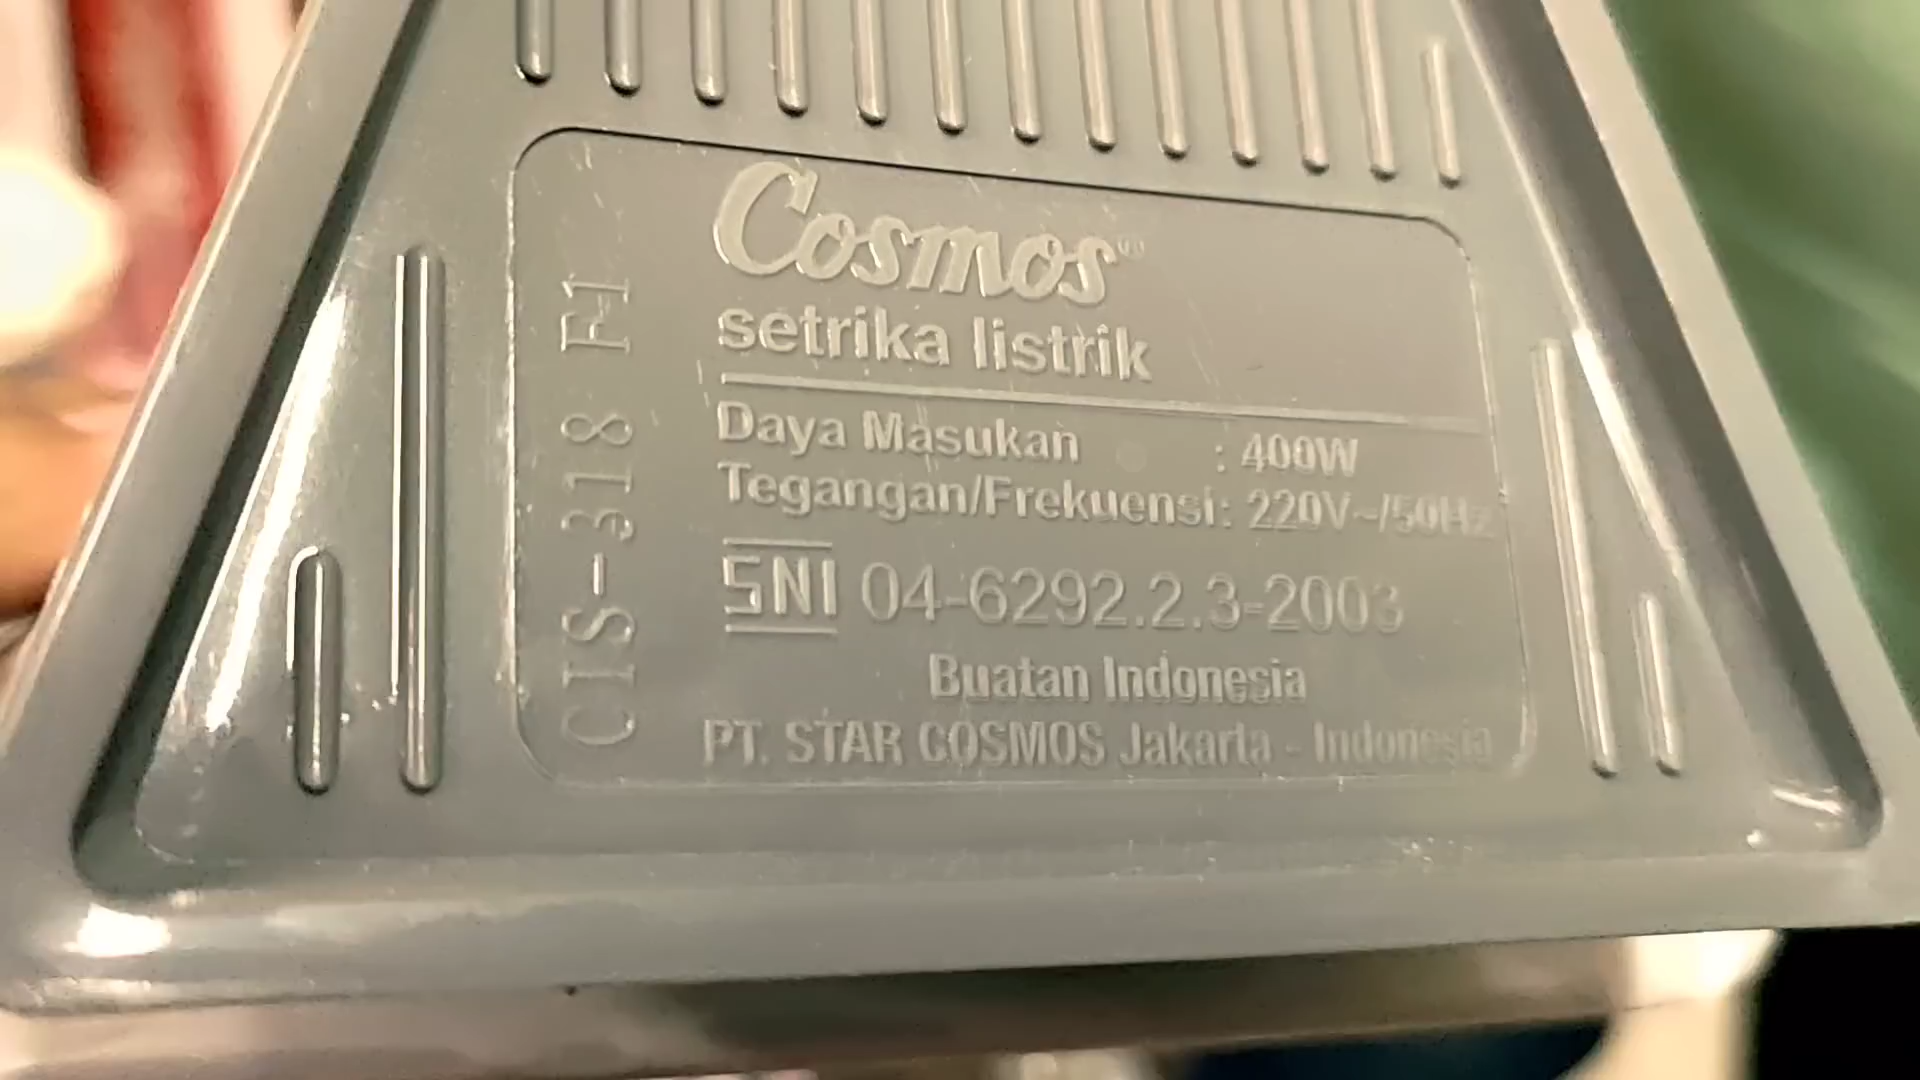 Cosmos
setrika listrik
Daya Masukan : 400W
Tegangan/Frekuensi: 220V~/50Hz
SNI 04-6292.2.3-2003
Buatan Indonesia
PT. STAR COSMOS Jakarta - Indonesia
CIS-318 F-1